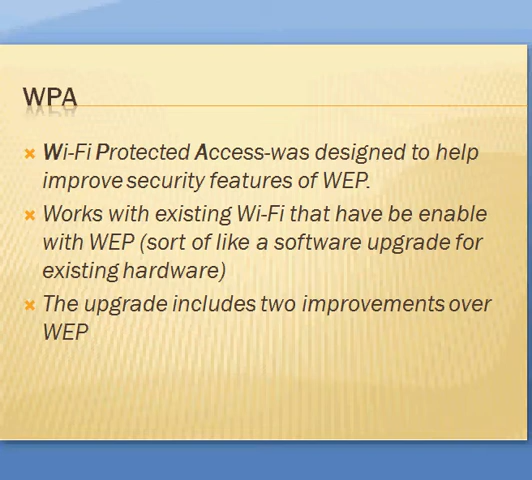 WPA
Wi-Fi Protected Access-was designed to help
improve security features of WEP.
Works with existing Wi-Fi that have be enable
with WEP (sort of like a software upgrade for
existing hardware)
The upgrade includes two improvements over
WEP